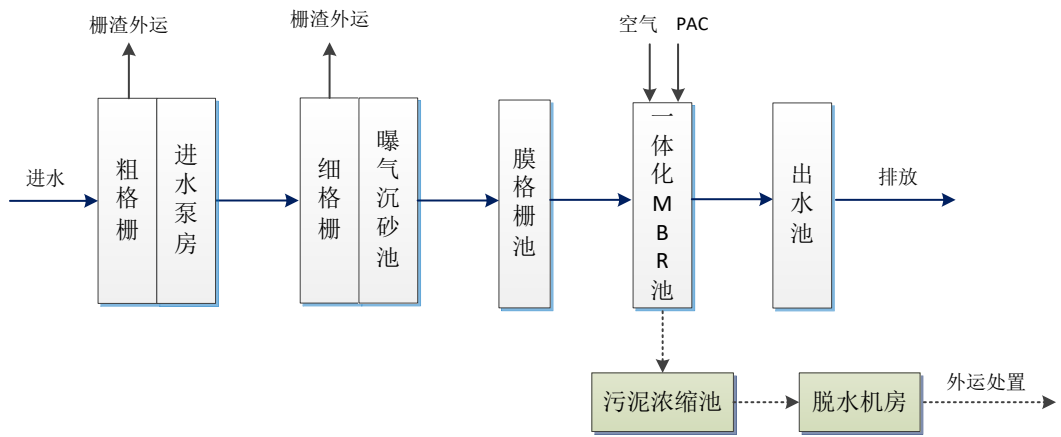 栅渣外运
栅渣外运
空气 PAC
进水
粗格栅
进水泵房
细格栅
曝气沉砂池
膜格栅池
一体化MBR池
出水池
排放
污泥浓缩池
脱水机房
外运处置